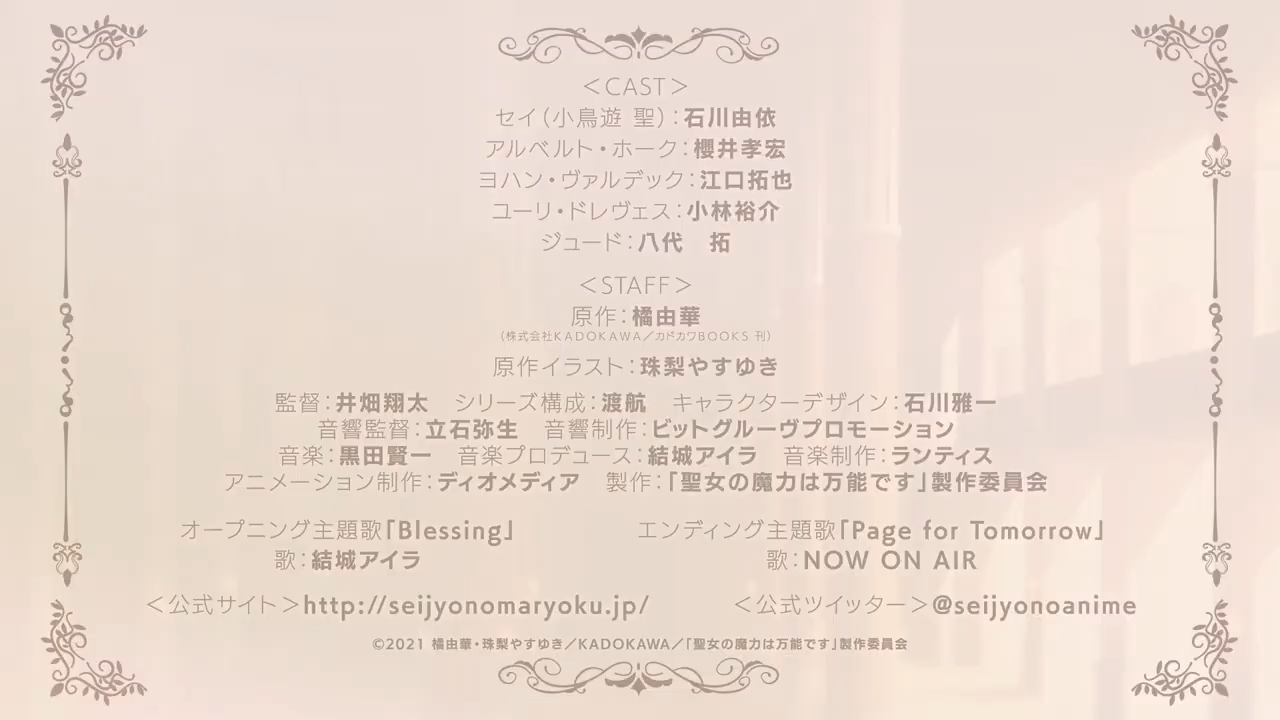 ＜CAST＞
セイ（小鳥遊 聖）：石川由依
アルベルト・ホーク：櫻井孝宏
ヨハン・ヴァルデック：江口拓也
ユーリ・ドレヴェス：小林裕介
ジュード：八代　拓
＜STAFF＞
原作：橘由華
（株式会社KADOKAWA／カドカワBOOKS 刊）
原作イラスト：珠梨やすゆき
監督：井畑翔太　シリーズ構成：渡航　キャラクターデザイン：石川雅一
音響監督：立石弥生　音響制作：ビットグルーヴプロモーション
音楽：黒田賢一　音楽プロデュース：結城アイラ　音楽制作：ランティス
アニメーション制作：ディオメディア　製作：「聖女の魔力は万能です」製作委員会
オープニング主題歌「Blessing」
歌：結城アイラ
エンディング主題歌「Page for Tomorrow」
歌：NOW ON AIR
＜公式サイト＞http://seijyonomaryoku.jp/
＜公式ツイッター＞@seijyonoanime
©2021 橘由華・珠梨やすゆき／KADOKAWA／「聖女の魔力は万能です」製作委員会